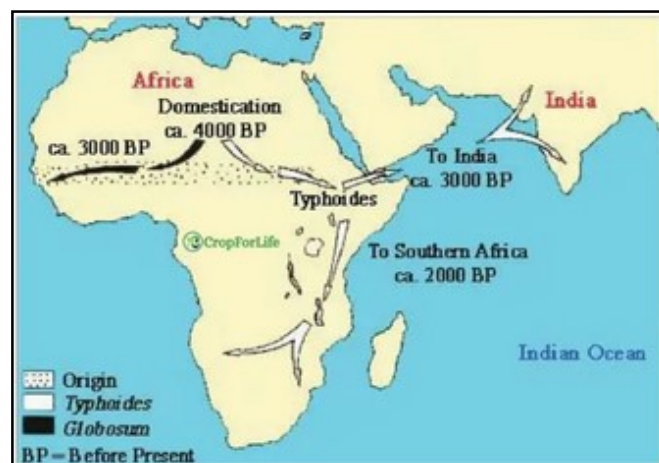 Africa
India
Domestication
ca. 4000 BP
ca. 3000 BP
To India
ca. 3000 BP
Typhoides
CropForLife
To Southern Africa
ca. 2000 BP
Indian Ocean
Origin
Typhoides
Globosum
BP=Before Present